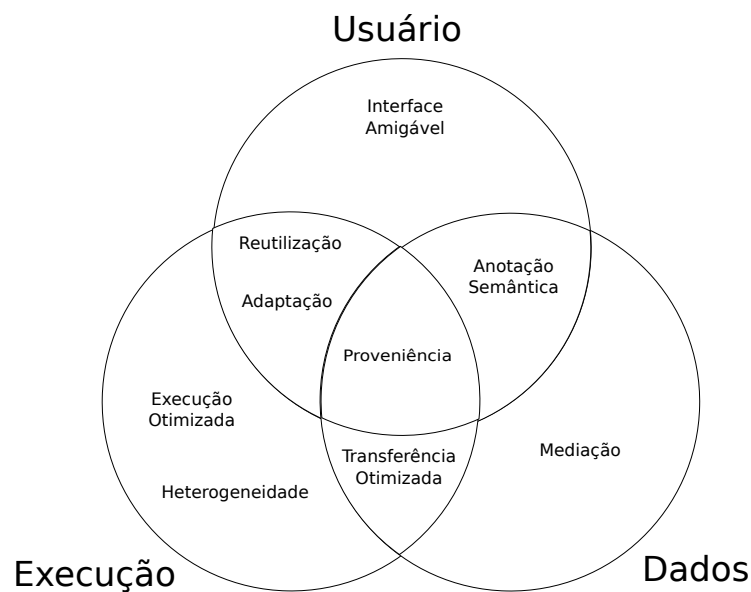 Usuário
Interface
Amigável
Reutilização
Adaptação
Anotação
Semântica
Proveniência
Execução
Otimizada
Heterogeneidade
Transferência
Otimizada
Mediação
Execução
Dados